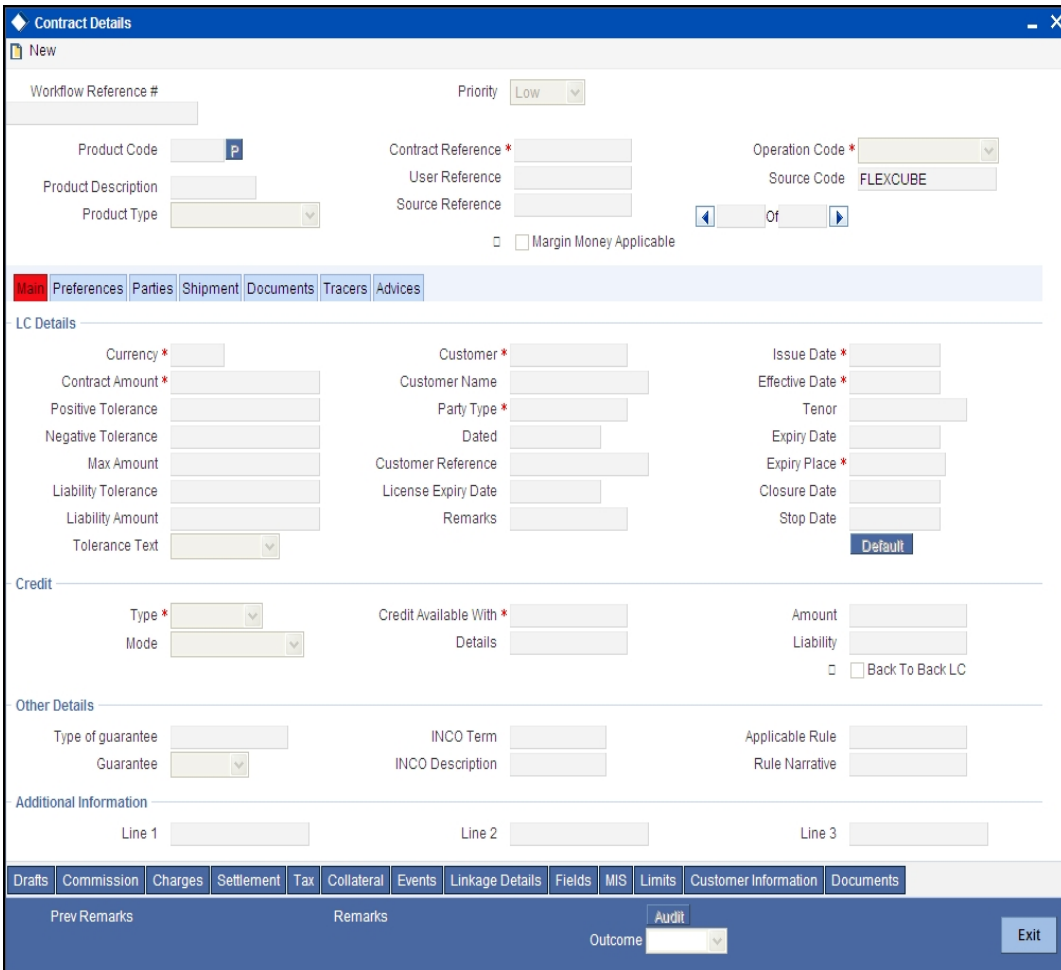 Contract Details
New
Workflow Reference # Priority Low
Product Code P Contract Reference * Operation Code *
Product Description User Reference Source Code FLEXCUBE
Product Type Source Reference Of
Margin Money Applicable
Main Preferences Parties Shipment Documents Tracers Advices
LC Details
Currency * Customer * Issue Date *
Contract Amount * Customer Name Effective Date *
Positive Tolerance Party Type * Tenor
Negative Tolerance Dated Expiry Date
Max Amount Customer Reference Expiry Place *
Liability Tolerance License Expiry Date Closure Date
Liability Amount Remarks Stop Date
Tolerance Text Default
Credit
Type * Credit Available With * Amount
Mode Details Liability
Back To Back LC
Other Details
Type of guarantee INCO Term Applicable Rule
Guarantee INCO Description Rule Narrative
Additional Information
Line 1 Line 2 Line 3
Drafts Commission Charges Settlement Tax Collateral Events Linkage Details Fields MIS Limits Customer Information Documents
Prev Remarks Remarks Audit
Outcome Exit